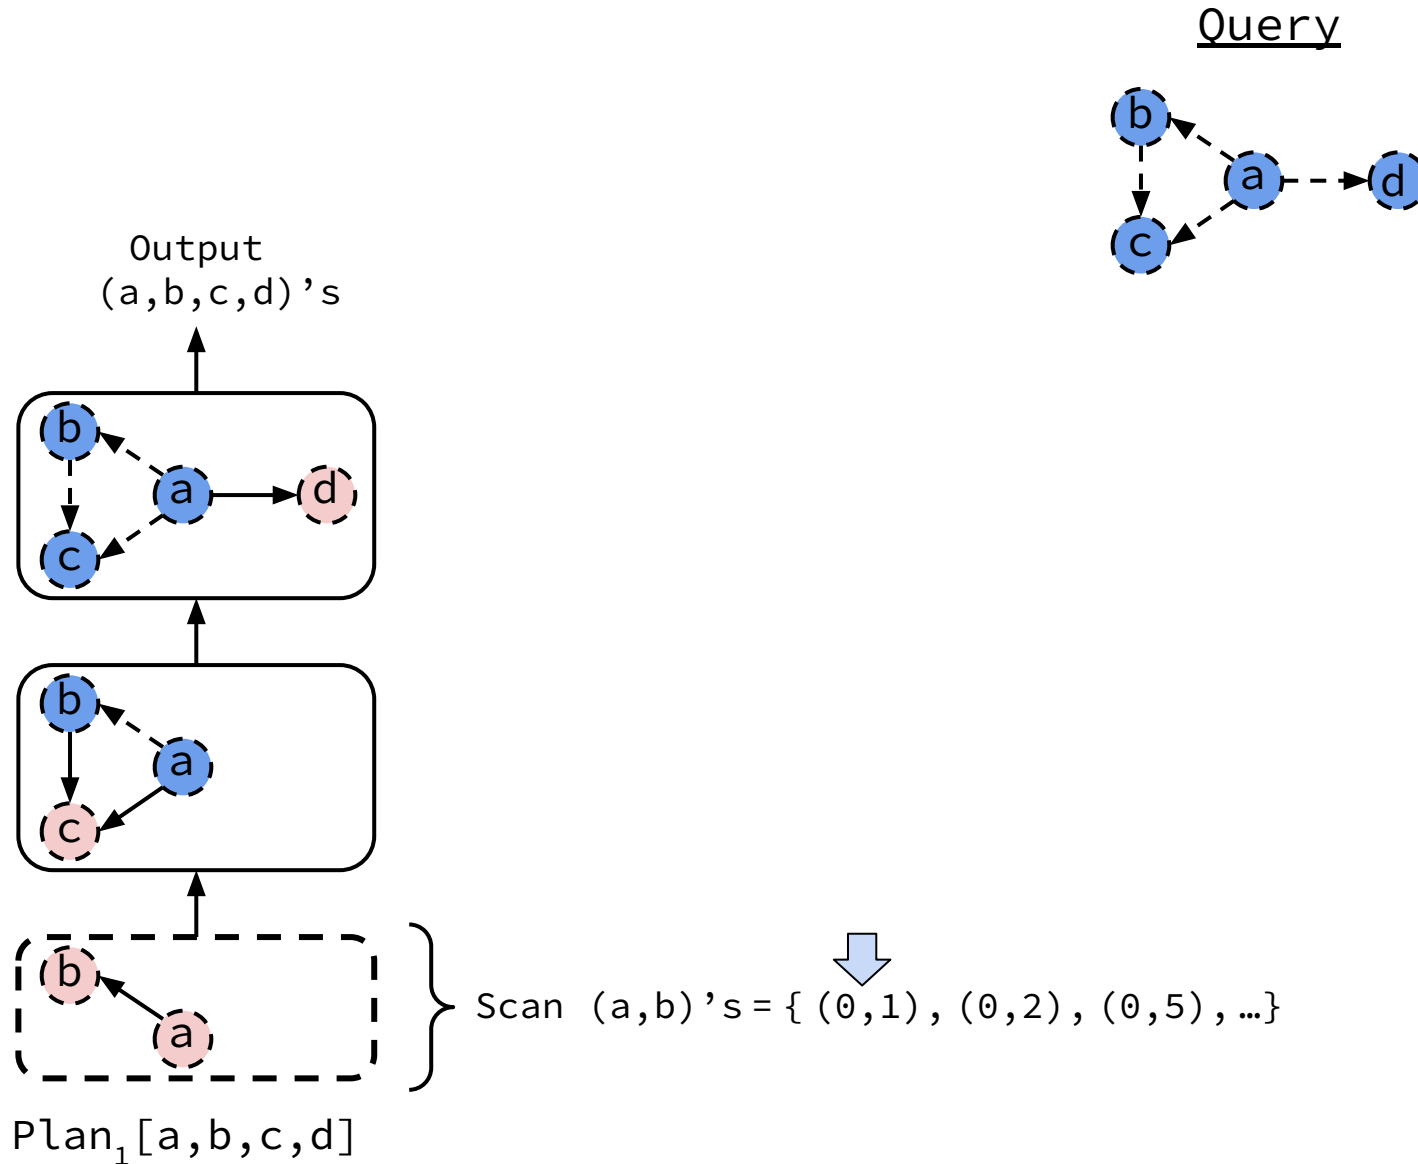 Query
b
a
d
c
Output
(a,b,c,d)’s
b
a
d
c
b
a
c
b
a
Scan (a,b)’s = { (0,1), (0,2), (0,5), …}
Plan₁[a,b,c,d]